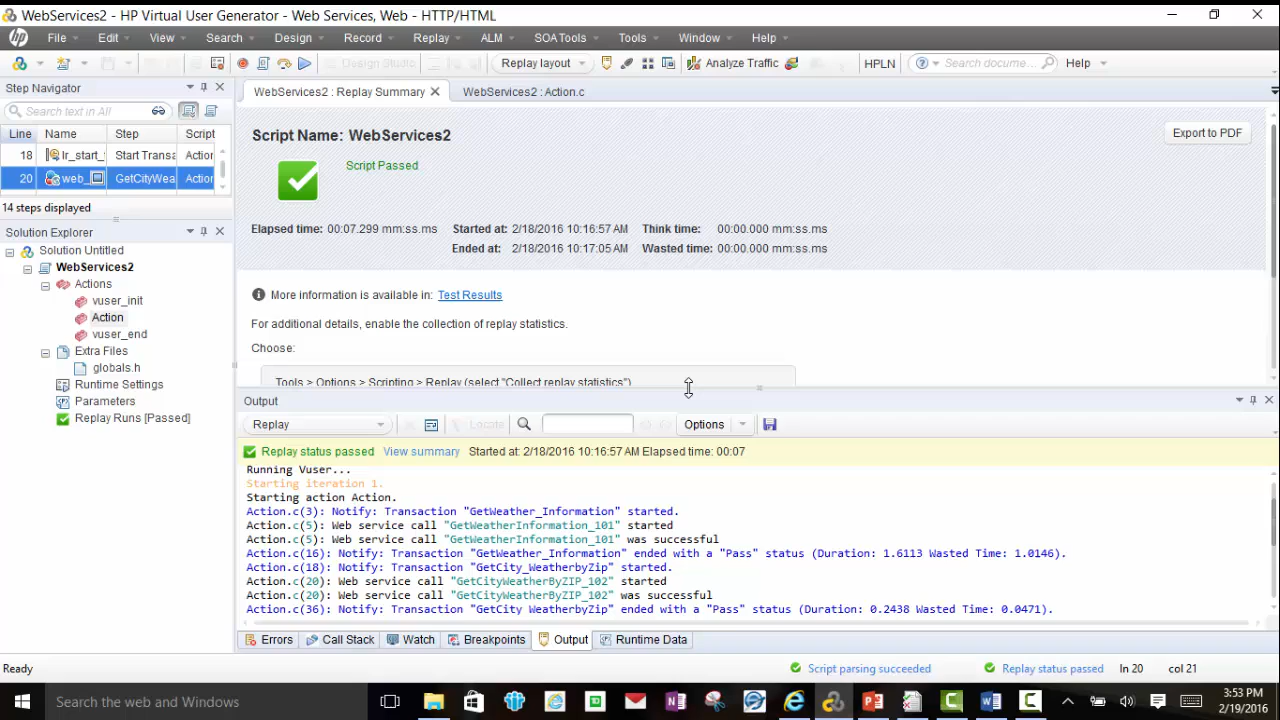 WebServices2 - HP Virtual User Generator - Web Services, Web - HTTP/HTML
hp File Edit View Search Design Record Replay ALM SOA Tools Tools Window Help
Design Studio Replay layout Analyze Traffic HPLN Search docume... Help
Step Navigator
WebServices2 : Replay Summary WebServices2 : Action.c
Search text in All
Line Name Step Script
18 lr_start_ Start Transa Action
20 web_ GetCityWea Action
14 steps displayed
Solution Explorer
Solution Untitled
WebServices2
Actions
vuser_init
Action
vuser_end
Extra Files
globals.h
Runtime Settings
Parameters
Replay Runs [Passed]
Script Name: WebServices2
Export to PDF
Script Passed
Elapsed time: 00:07.299 mm:ss.ms Started at: 2/18/2016 10:16:57AM Think time: 00:00.000 mm:ss.ms
Ended at: 2/18/2016 10:17:05AM Wasted time: 00:00.000 mm:ss.ms
More information is available in: Test Results
For additional details, enable the collection of replay statistics.
Choose:
Tools > Options > Scripting > Replay (select "Collect replay statistics")
Output
Replay Locate Options
Replay status passed View summary Started at: 2/18/2016 10:16:57 AM Elapsed time: 00:07
Running Vuser...
Starting iteration 1.
Starting action Action.
Action.c(3): Notify: Transaction "GetWeather_Information" started.
Action.c(5): Web service call "GetWeatherInformation_101" started
Action.c(5): Web service call "GetWeatherInformation_101" was successful
Action.c(16): Notify: Transaction "GetWeather_Information" ended with a "Pass" status (Duration: 1.6113 Wasted Time: 1.0146).
Action.c(18): Notify: Transaction "GetCity_WeatherbyZip" started.
Action.c(20): Web service call "GetCityWeatherByZIP_102" started
Action.c(20): Web service call "GetCityWeatherByZIP_102" was successful
Action.c(36): Notify: Transaction "GetCity WeatherbyZip" ended with a "Pass" status (Duration: 0.2438 Wasted Time: 0.0471).
Errors Call Stack Watch Breakpoints Output Runtime Data
Ready Script parsing succeeded Replay status passed ln 20 col 21
Search the web and Windows
3:53 PM
2/19/2016